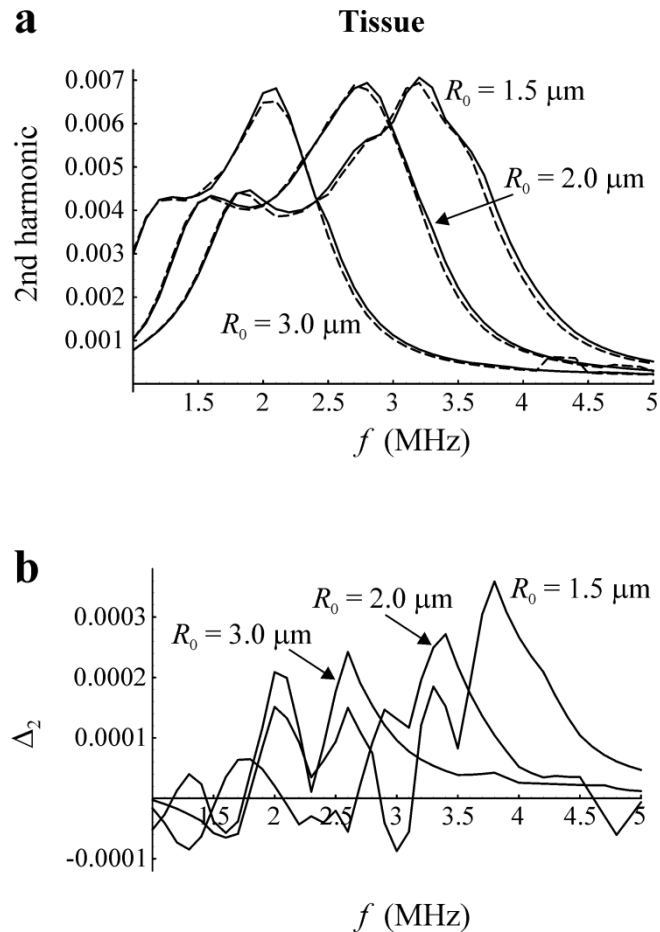 a
Tissue
0.007
0.006
0.005
0.004
0.003
0.002
0.001
2nd harmonic
R0 = 1.5 μm
R0 = 2.0 μm
R0 = 3.0 μm
1.5 2 2.5 3 3.5 4 4.5 5
f (MHz)
b
0.0003
0.0002
0.0001
-0.0001
Δ2
R0 = 1.5 μm
R0 = 2.0 μm
R0 = 3.0 μm
1.5 2 2.5 3 3.5 4 4.5 5
f (MHz)